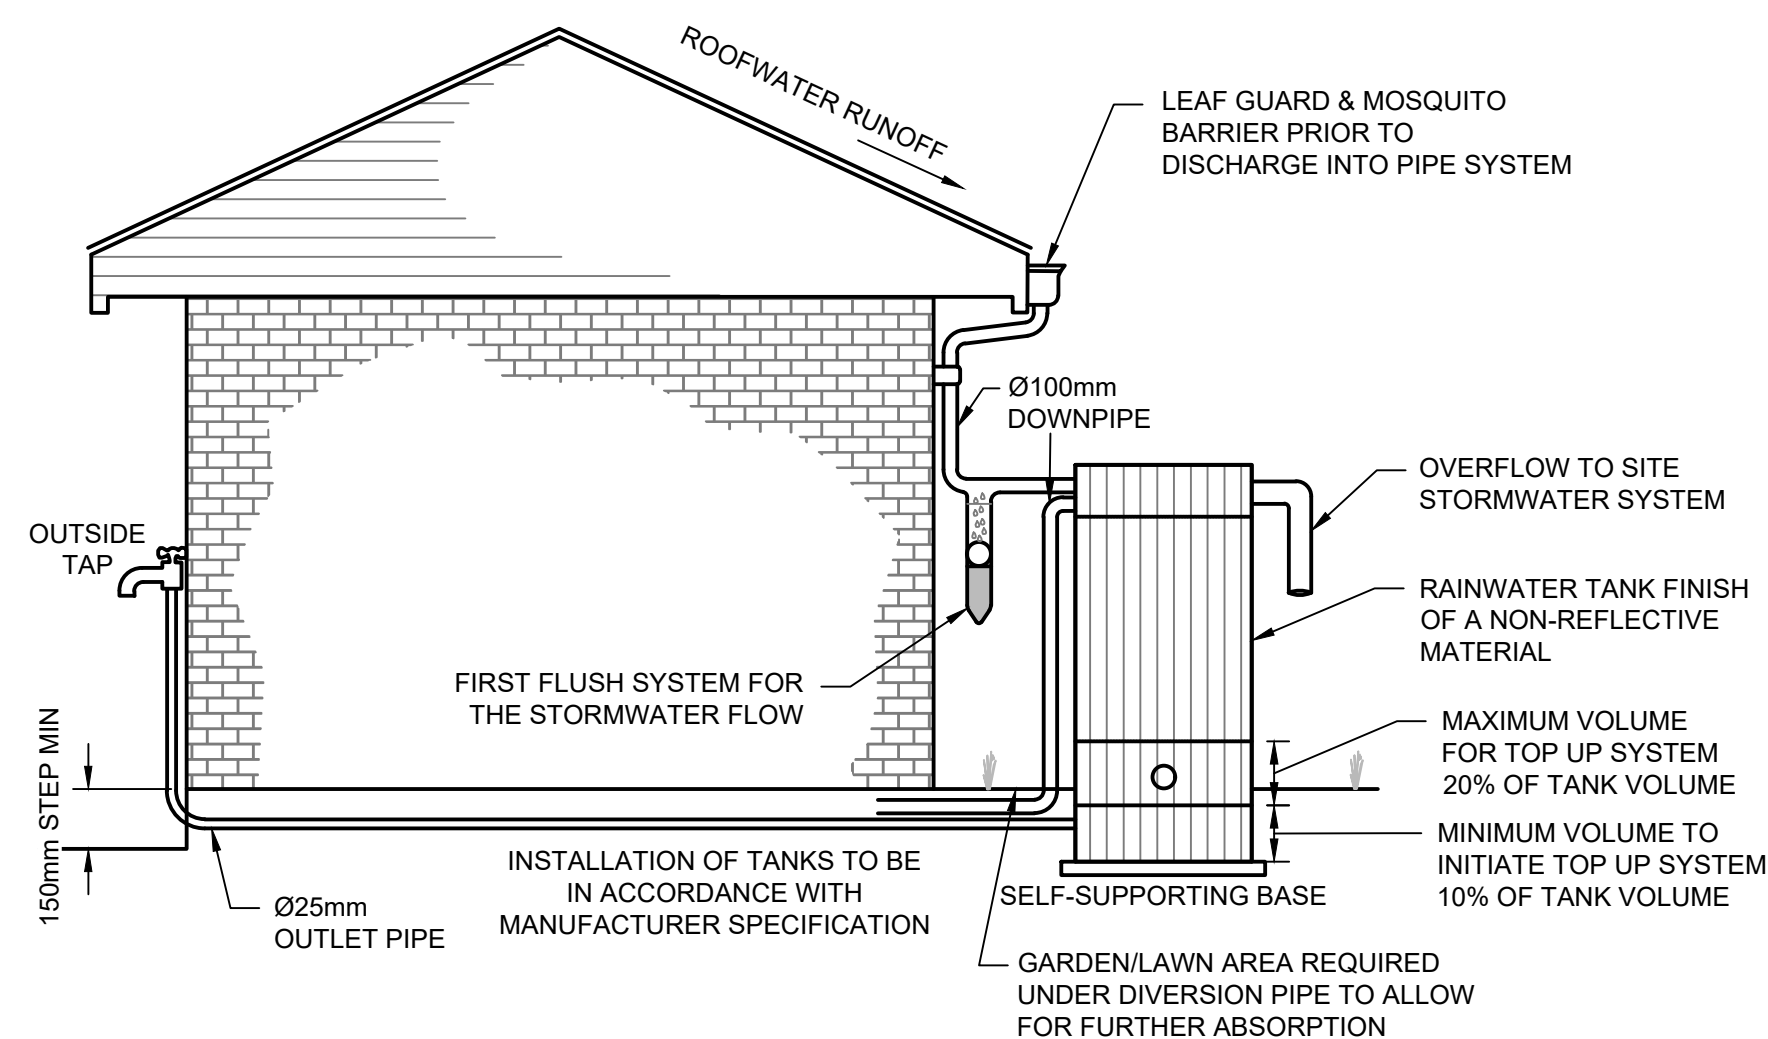 ROOFWATER RUNOFF
LEAF GUARD & MOSQUITO
BARRIER PRIOR TO
DISCHARGE INTO PIPE SYSTEM
Ø100mm
DOWNPIPE
OVERFLOW TO SITE
STORMWATER SYSTEM
OUTSIDE
TAP
RAINWATER TANK FINISH
OF A NON-REFLECTIVE
MATERIAL
FIRST FLUSH SYSTEM FOR
THE STORMWATER FLOW
MAXIMUM VOLUME
FOR TOP UP SYSTEM
20% OF TANK VOLUME
150mm STEP MIN
MINIMUM VOLUME TO
INITIATE TOP UP SYSTEM
10% OF TANK VOLUME
INSTALLATION OF TANKS TO BE
IN ACCORDANCE WITH
MANUFACTURER SPECIFICATION
SELF-SUPPORTING BASE
Ø25mm
OUTLET PIPE
GARDEN/LAWN AREA REQUIRED
UNDER DIVERSION PIPE TO ALLOW
FOR FURTHER ABSORPTION